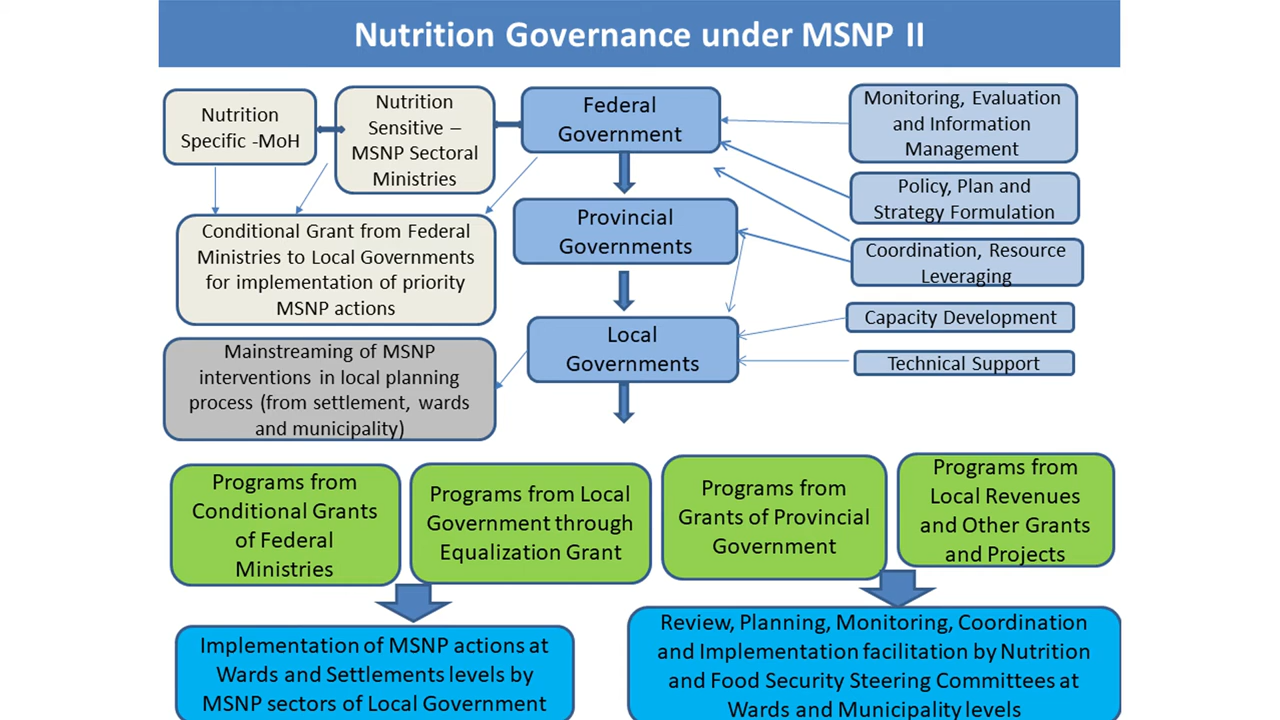 Nutrition Governance under MSNP II
Nutrition
Specific -MoH
Nutrition
Sensitive –
MSNP Sectoral
Ministries
Federal
Government
Monitoring, Evaluation
and Information
Management
Policy, Plan and
Strategy Formulation
Conditional Grant from Federal
Ministries to Local Governments
for implementation of priority
MSNP actions
Provincial
Governments
Coordination, Resource
Leveraging
Local
Governments
Capacity Development
Technical Support
Mainstreaming of MSNP
interventions in local planning
process (from settlement, wards
and municipality)
Programs from
Conditional Grants
of Federal
Ministries
Programs from Local
Government through
Equalization Grant
Programs from
Grants of Provincial
Government
Programs from
Local Revenues
and Other Grants
and Projects
Implementation of MSNP actions at
Wards and Settlements levels by
MSNP sectors of Local Government
Review, Planning, Monitoring, Coordination
and Implementation facilitation by Nutrition
and Food Security Steering Committees at
Wards and Municipality levels